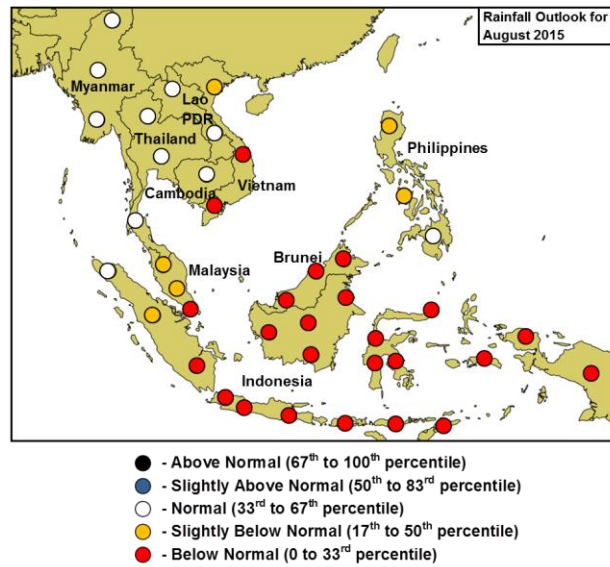 Rainfall Outlook for
August 2015
Myanmar
Lao
PDR
Thailand
Philippines
Cambodia
Vietnam
Brunei
Malaysia
Indonesia
- Above Normal (67th to 100th percentile)
- Slightly Above Normal (50th to 83rd percentile)
- Normal (33rd to 67th percentile)
- Slightly Below Normal (17th to 50th percentile)
- Below Normal (0 to 33rd percentile)